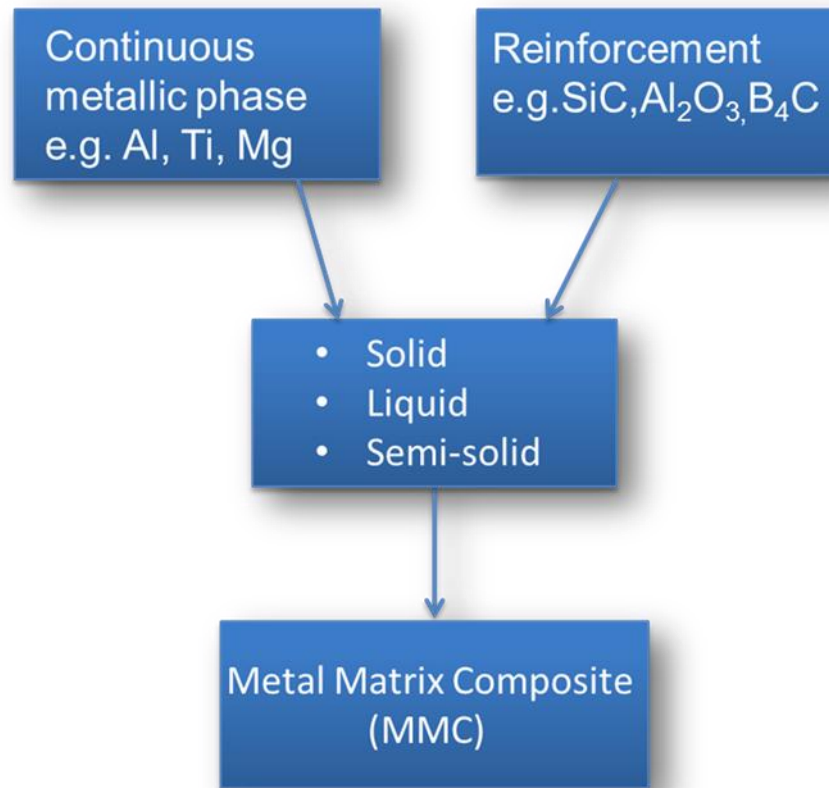 Continuous
metallic phase
e.g. Al, Ti, Mg
Reinforcement
e.g.SiC,Al₂O₃,B₄C
• Solid
• Liquid
• Semi-solid
Metal Matrix Composite
(MMC)